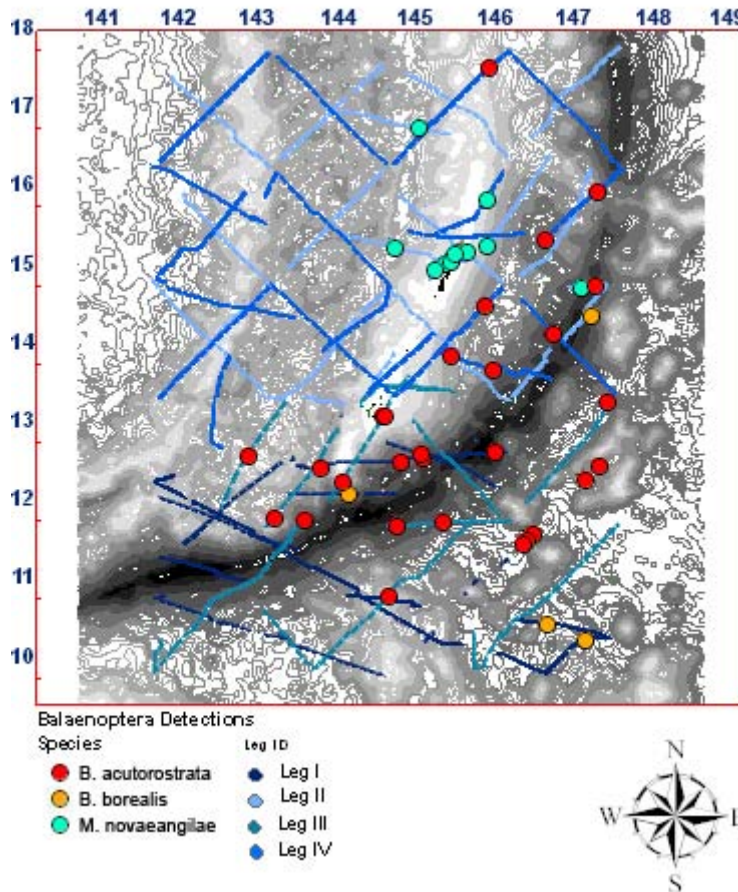 141 142 143 144 145 146 147 148 149
18
17
16
15
14
13
12
11
10
Balaenoptera Detections
Species Leg ID
B. acutorostrata Leg I
B. borealis Leg II
M. novaeangilae Leg III
Leg IV
N
W E
S